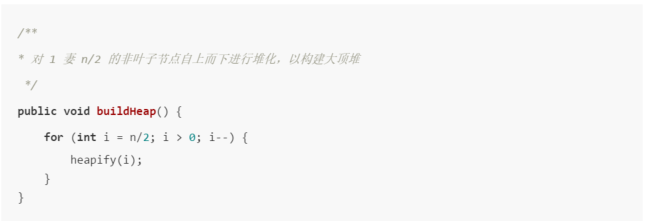 /**
* 对 1 妻 n/2 的非叶子节点自上而下进行堆化，以构建大顶堆
*/
public void buildHeap() {
for (int i = n/2; i > 0; i--) {
heapify(i);
}
}